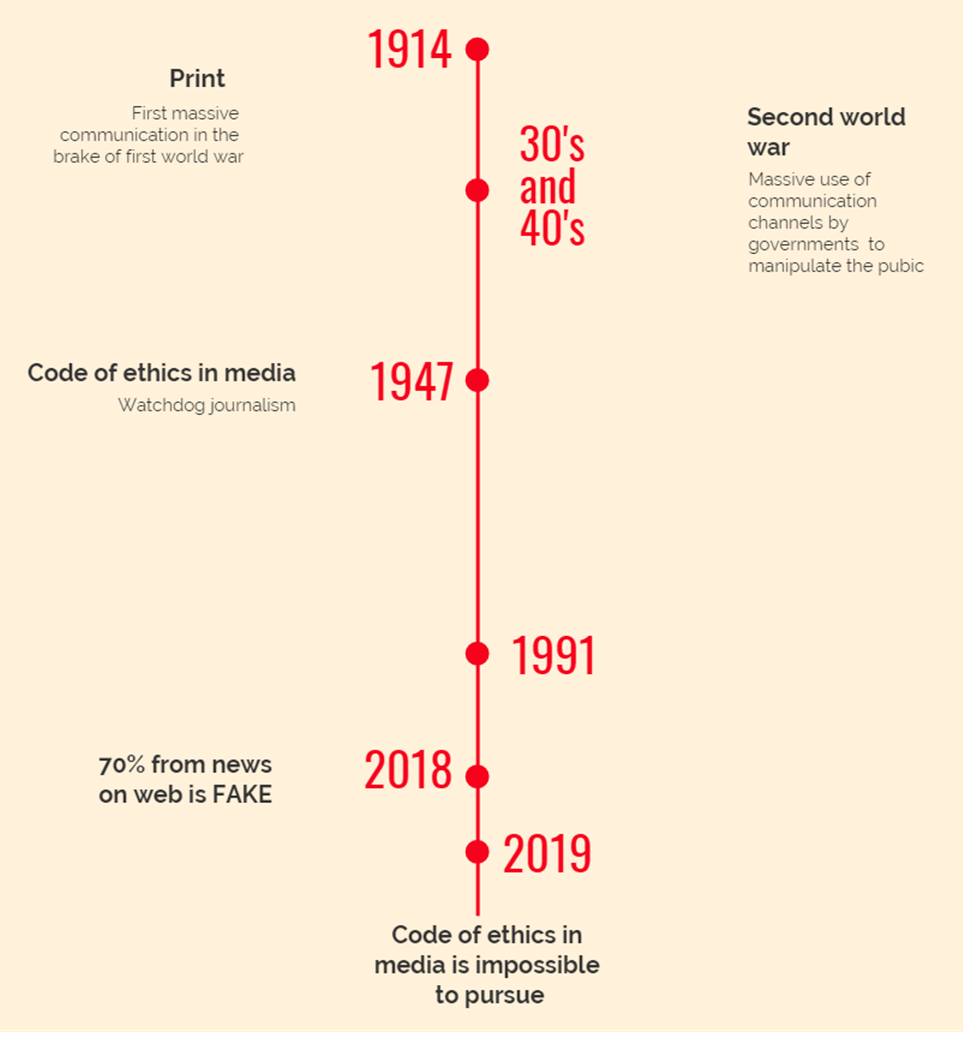 1914
Print
First massive
communication in the
brake of first world war
30's
and
40's
Second world
war
Massive use of
communication
channels by
governments to
manipulate the pubic
1947
Code of ethics in media
Watchdog journalism
1991
2018
70% from news
on web is FAKE
2019
Code of ethics in
media is impossible
to pursue